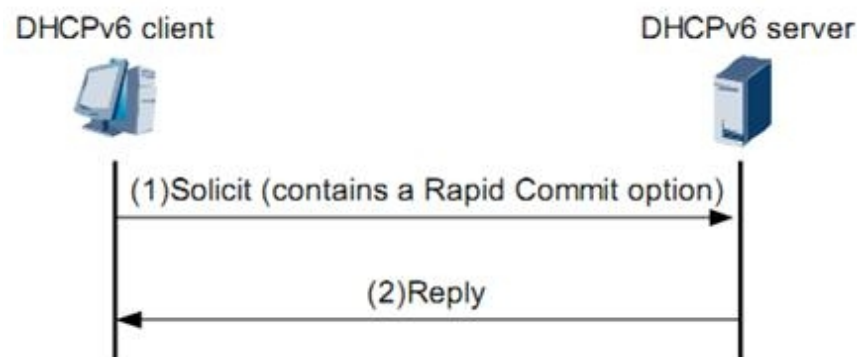 DHCPv6 client
DHCPv6 server
(1)Solicit (contains a Rapid Commit option)
(2)Reply